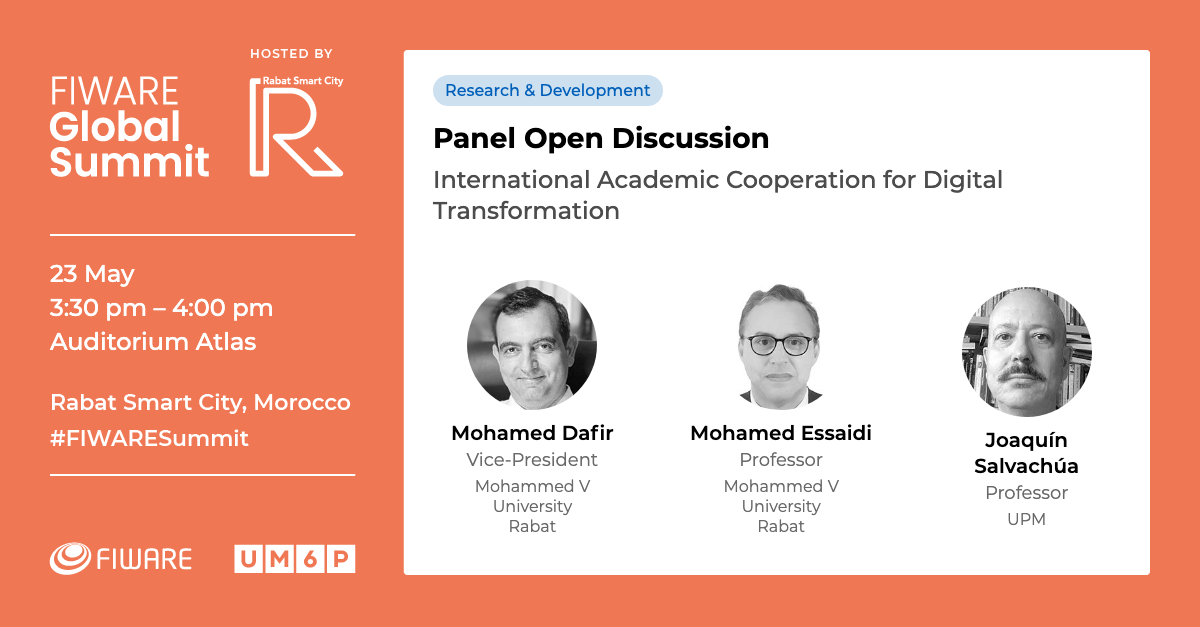 HOSTED BY
FIWARE
Global
Summit
Rabat Smart City
R
23 May
3:30 pm – 4:00 pm
Auditorium Atlas
Rabat Smart City, Morocco
#FIWARESummit
FIWARE
UM6P
Research & Development
Panel Open Discussion
International Academic Cooperation for Digital
Transformation
Mohamed Dafir
Vice-President
Mohammed V
University
Rabat
Mohamed Essaidi
Professor
Mohammed V
University
Rabat
Joaquín
Salvachúa
Professor
UPM